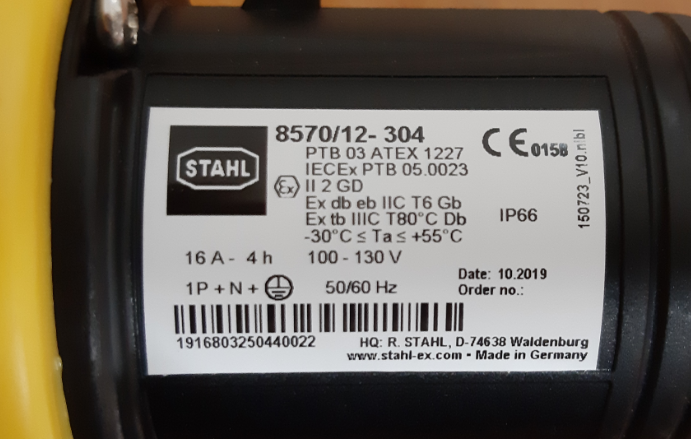 STAHL
8570/12- 304
PTB 03 ATEX 1227
IECEx PTB 05.0023
Ex II 2 GD
Ex db eb IIC T6 Gb
Ex tb IIIC T80°C Db
-30°C ≤ Ta ≤ +55°C
CE 0158
IP66
150723_V10.nlbl
16 A - 4 h 100 - 130 V
1P + N + 50/60 Hz
Date: 10.2019
Order no.:
1916803250440022
HQ: R. STAHL, D-74638 Waldenburg
www.stahl-ex.com • Made in Germany